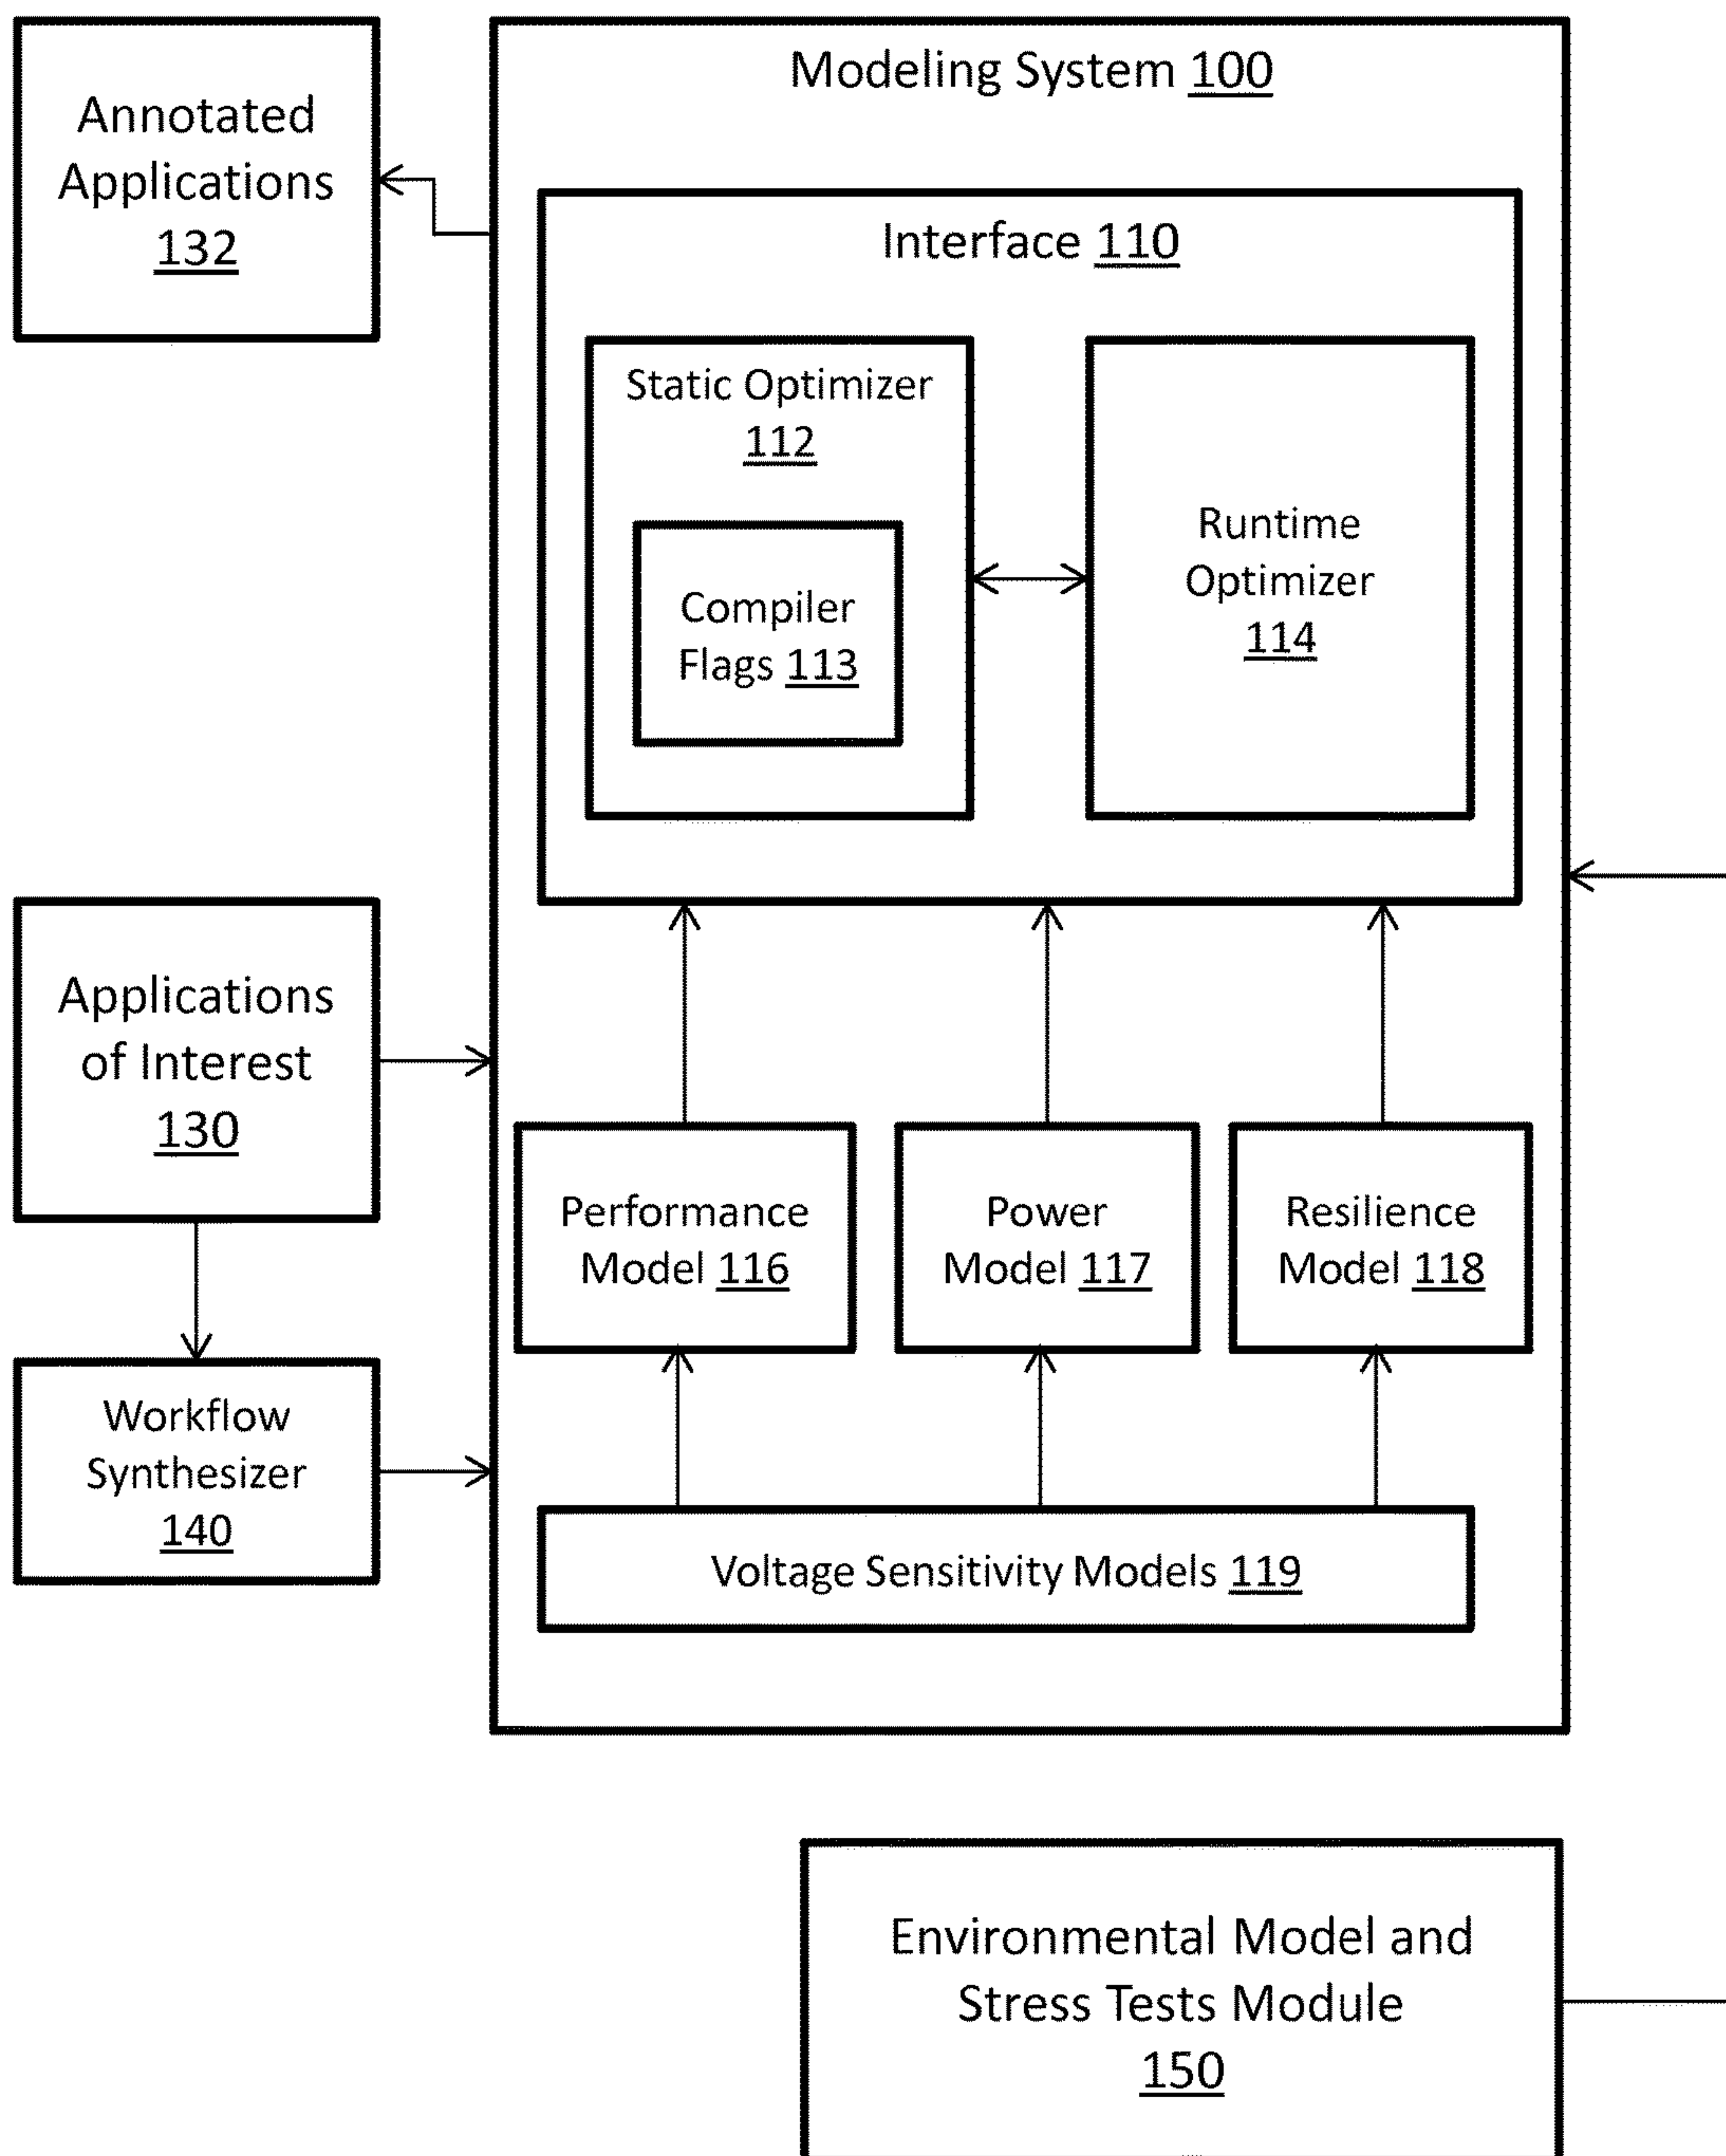 Annotated
Applications
132
Modeling System 100
Interface 110
Static Optimizer
112
Compiler
Flags 113
Runtime
Optimizer
114
Applications
of Interest
130
Performance
Model 116
Power
Model 117
Resilience
Model 118
Workflow
Synthesizer
140
Voltage Sensitivity Models 119
Environmental Model and
Stress Tests Module
150